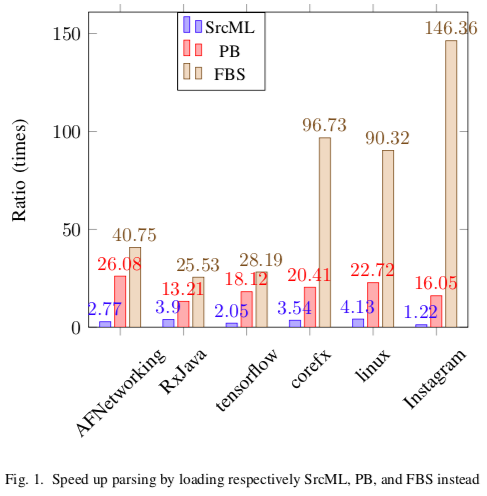 SrcML
PB
FBS
Ratio (times)
150
100
50
0
2.77
26.08
40.75
3.9
13.21
25.53
2.05
18.12
28.19
3.54
20.41
96.73
4.13
22.72
90.32
1.22
16.05
146.36
AFNetworking
RxJava
tensorflow
corefx
linux
Instagram
Fig. 1. Speed up parsing by loading respectively SrcML, PB, and FBS instead